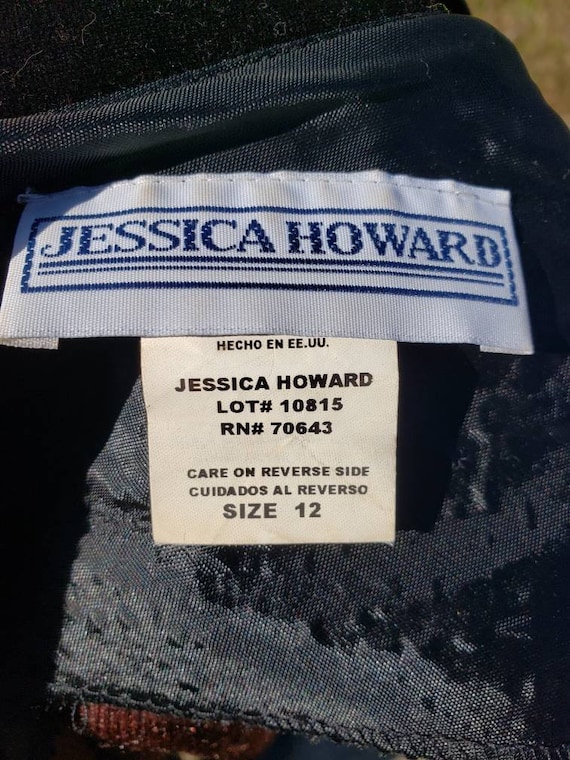 JESSICA HOWARD
HECHO EN EE.UU.
JESSICA HOWARD
LOT# 10815
RN# 70643
CARE ON REVERSE SIDE
CUIDADOS AL REVERSO
SIZE 12